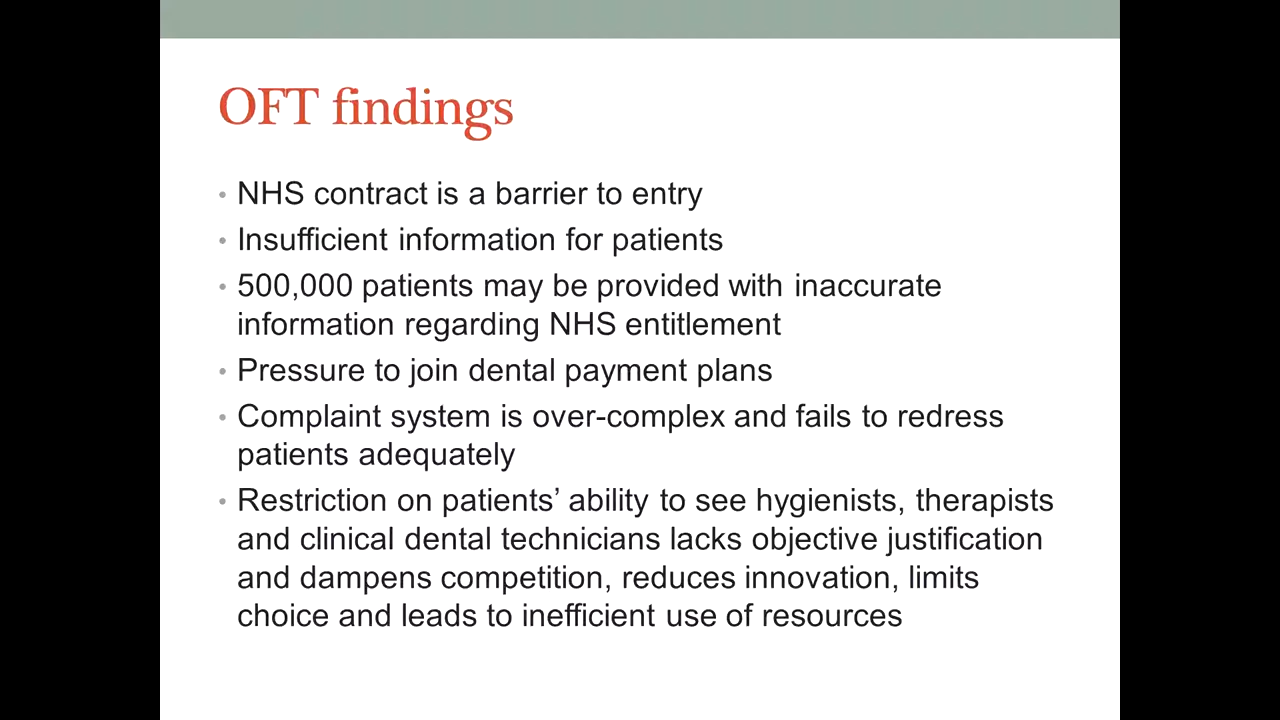 OFT findings
• NHS contract is a barrier to entry
• Insufficient information for patients
• 500,000 patients may be provided with inaccurate
information regarding NHS entitlement
• Pressure to join dental payment plans
• Complaint system is over-complex and fails to redress
patients adequately
• Restriction on patients’ ability to see hygienists, therapists
and clinical dental technicians lacks objective justification
and dampens competition, reduces innovation, limits
choice and leads to inefficient use of resources